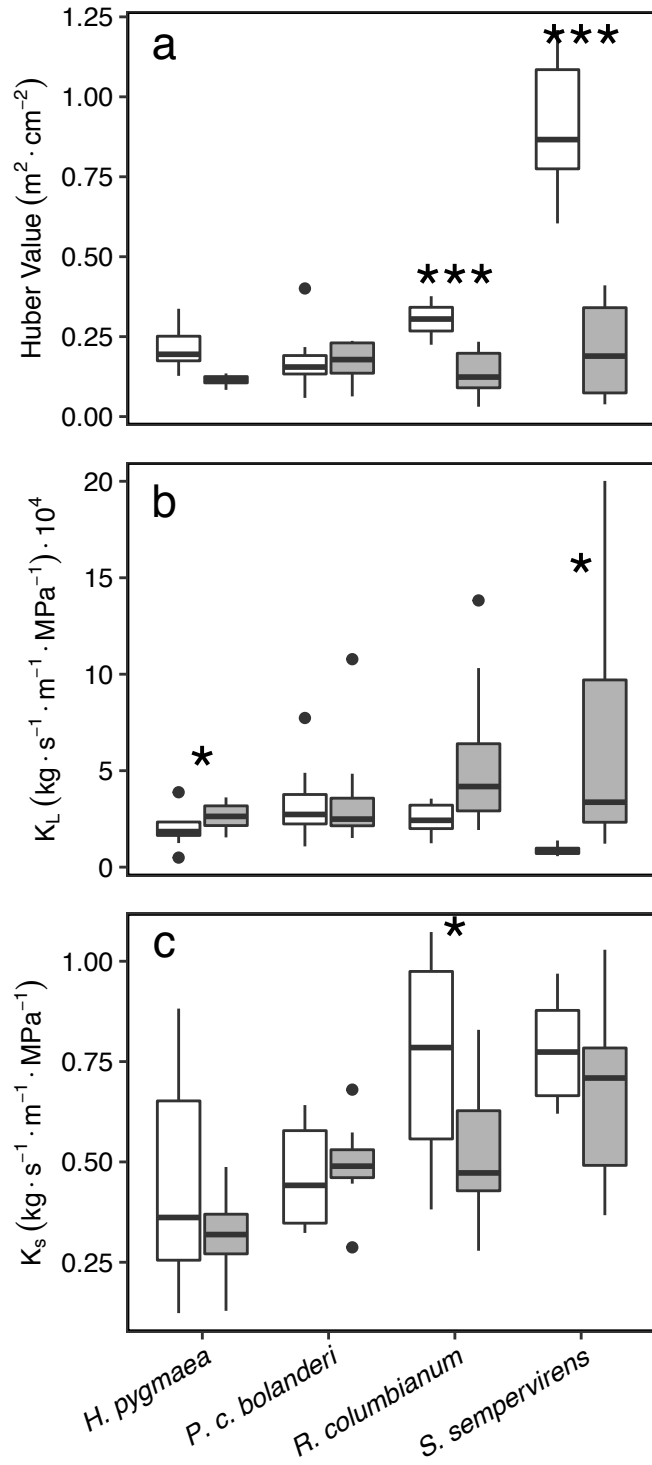 a
***
***
Huber Value (m² · cm⁻²)
1.25
1.00
0.75
0.50
0.25
0.00
b
*
*
K_L (kg · s⁻¹ · m⁻¹ · MPa⁻¹) · 10⁴
20
15
10
5
0
c
*
K_s (kg · s⁻¹ · m⁻¹ · MPa⁻¹)
1.00
0.75
0.50
0.25
H. pygmaea
P. c. bolanderi
R. columbianum
S. sempervirens